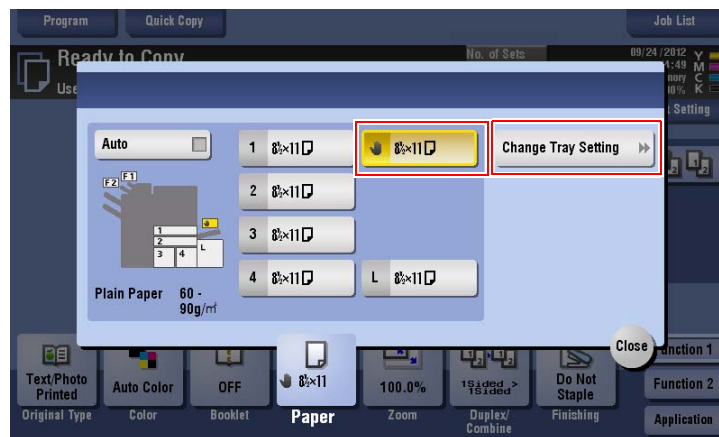 Program
Quick Copy
Job List
Ready to Copy
No. of Sets
09/24/2012
Y
M
C
K
Use
:49
00%
Setting
Auto
1 8½×11
8½×11
Change Tray Setting
2 8½×11
3 8½×11
4 8½×11
L 8½×11
F2 F1
1
2
3 4 L
Plain Paper 60 -
90g/m²
Close
Function 1
Text/Photo
Printed
Auto Color
OFF
8½×11
100.0%
1Sided >
1Sided
Do Not
Staple
Function 2
Original Type
Color
Booklet
Paper
Zoom
Duplex/
Combine
Finishing
Application